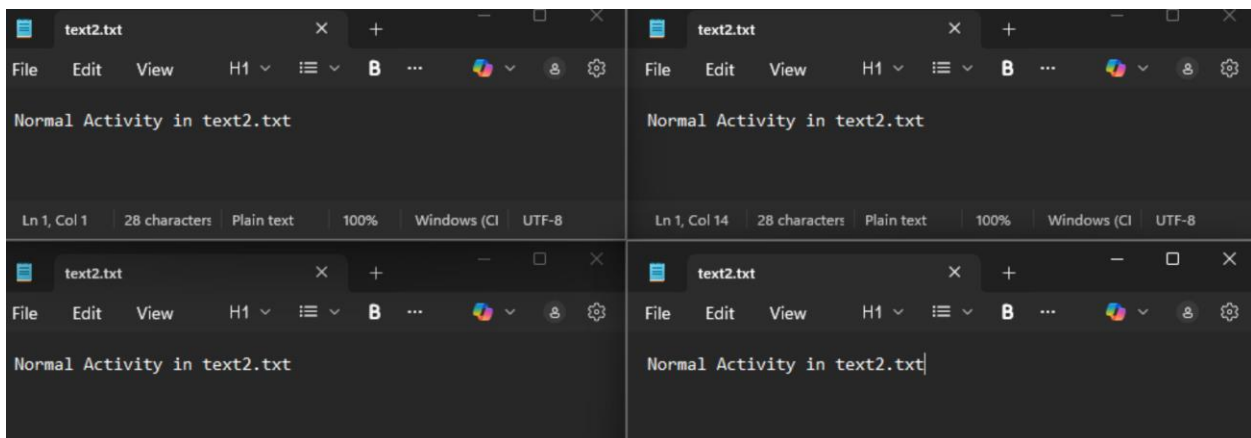 text2.txt
File Edit View H1 B ...
Normal Activity in text2.txt
Ln 1, Col 1 28 characters Plain text 100% Windows (Cl UTF-8
text2.txt
File Edit View H1 B ...
Normal Activity in text2.txt
Ln 1, Col 14 28 characters Plain text 100% Windows (Cl UTF-8
text2.txt
File Edit View H1 B ...
Normal Activity in text2.txt
text2.txt
File Edit View H1 B ...
Normal Activity in text2.txt